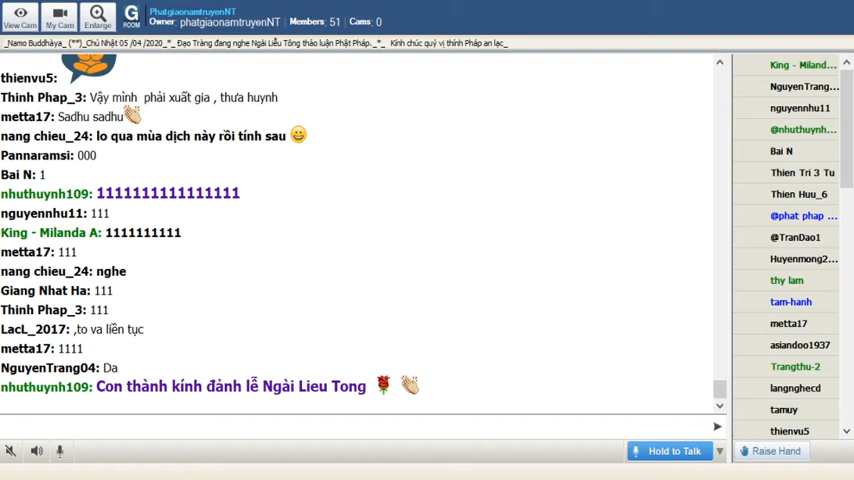 View Cam
My Cam
Enlarge
G ROOM
PhatgiaonamtruyenNT
Owner: phatgiaonamtruyenNT
Members: 51
Cams: 0
_Namo Buddhàya_ (**)_Chủ Nhật 05 /04 /2020_*_ Đạo Tràng đang nghe Ngài Liễu Tông thảo luận Phật Pháp._*_ Kính chúc quý vị thính Pháp an lạc_
thienvu5:
Thinh Phap_3: Vậy mình phải xuất gia , thưa huynh
metta17: Sadhu sadhu
nang chieu_24: lo qua mùa dịch này rồi tính sau
Pannaramsi: 000
Bai N: 1
nhuthuynh109: 1111111111111111
nguyennhu11: 111
King - Milanda A: 1111111111
metta17: 111
nang chieu_24: nghe
Giang Nhat Ha: 111
Thinh Phap_3: 111
LacL_2017: ,to va liền tục
metta17: 1111
NguyenTrang04: Da
nhuthuynh109: Con thành kính đảnh lễ Ngài Lieu Tong
King - Miland...
NguyenTrang...
nguyennhu11
@nhuthuynh...
Bai N
Thien Tri 3 Tu
Thien Huu_6
@phat phap ...
@TranDao1
Huyenmong2...
thy lam
tam-hanh
metta17
asiandoo1937
Trangthu-2
langnghecd
tamuy
thienvu5
Hold to Talk
Raise Hand